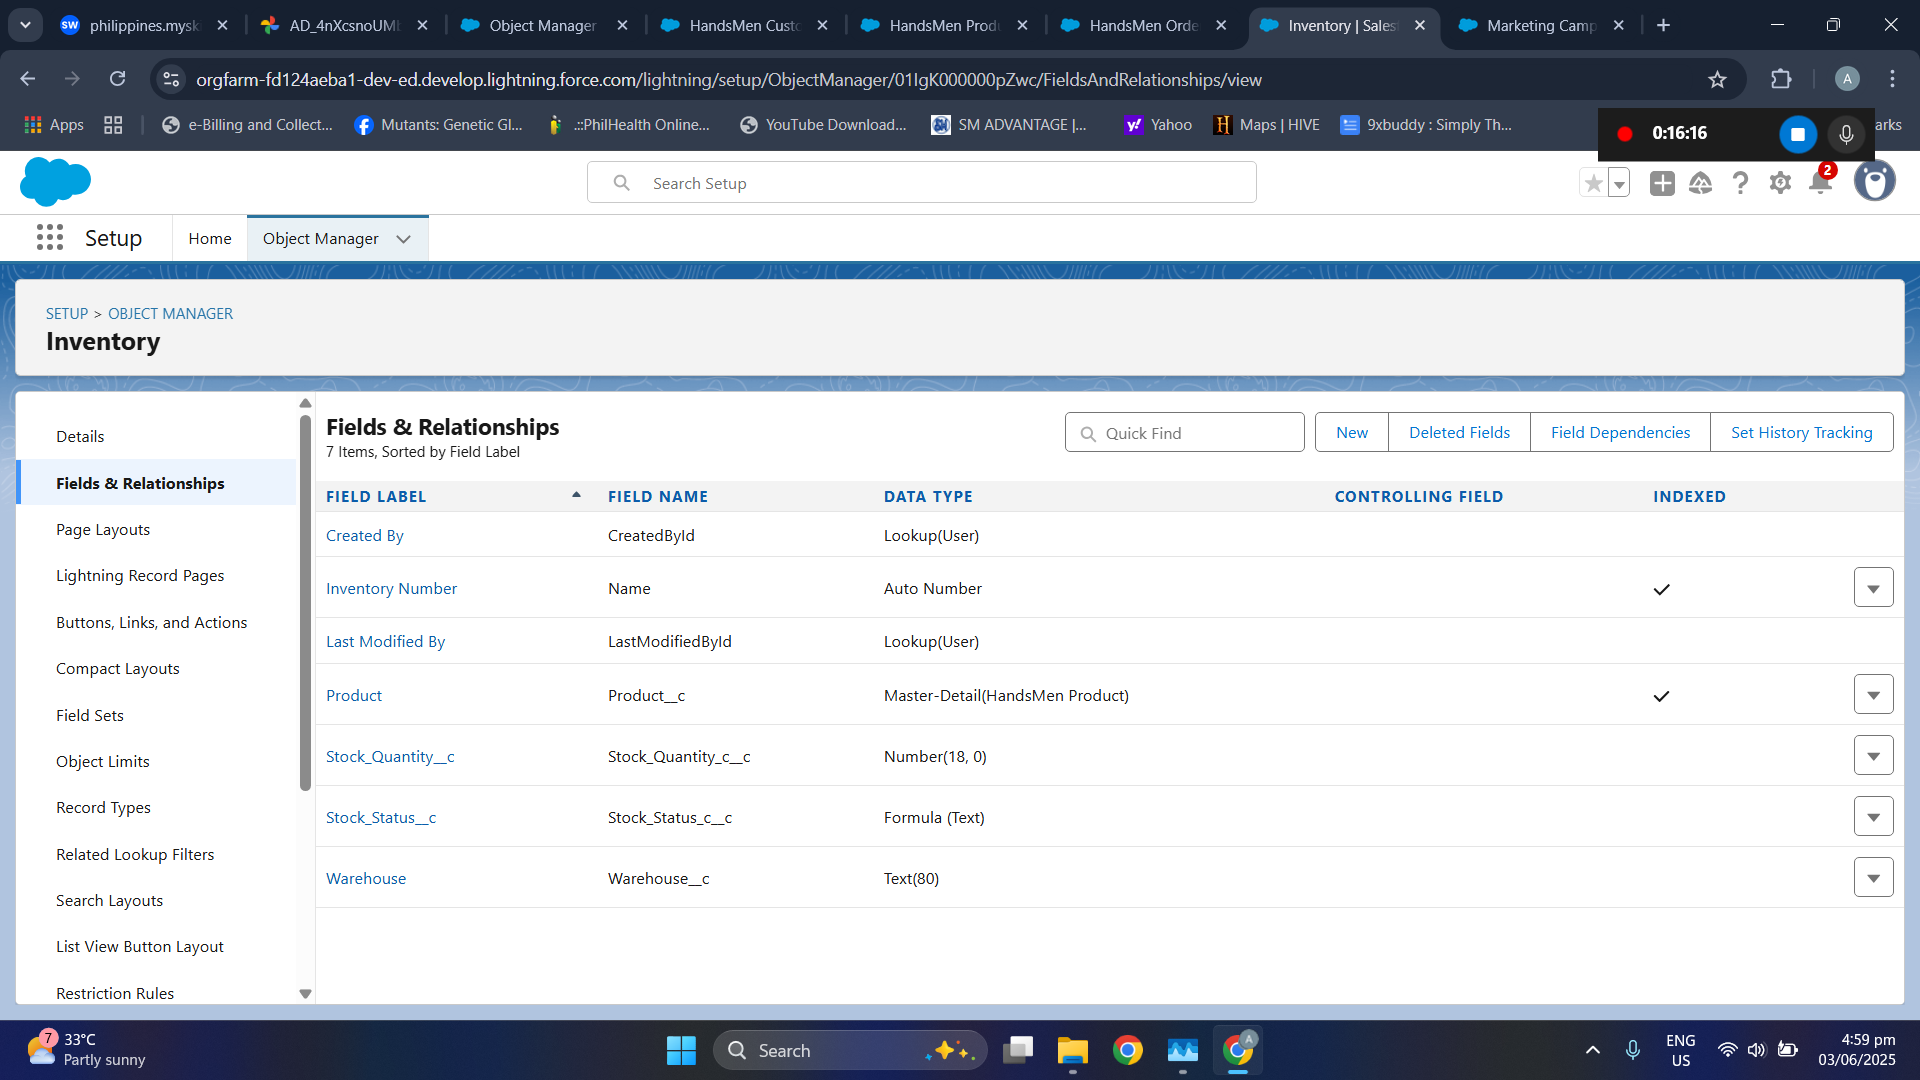 philippines.mysk
AD_4nXcsnoUM
Object Manager
HandsMen Custo
HandsMen Produ
HandsMen Orde
Inventory | Sales
Marketing Camp
orgfarm-fd124aeba1-dev-ed.develop.lightning.force.com/lightning/setup/ObjectManager/01IgK000000pZwc/FieldsAndRelationships/view
A
Apps
e-Billing and Collect...
Mutants: Genetic Gl...
.::PhilHealth Online...
YouTube Download...
SM ADVANTAGE |...
Yahoo
Maps | HIVE
9xbuddy : Simply Th...
0:16:16
arks
Search Setup
2
Setup
Home
Object Manager
SETUP > OBJECT MANAGER
Inventory
Details
Fields & Relationships
Page Layouts
Lightning Record Pages
Buttons, Links, and Actions
Compact Layouts
Field Sets
Object Limits
Record Types
Related Lookup Filters
Search Layouts
List View Button Layout
Restriction Rules
Fields & Relationships
7 Items, Sorted by Field Label
Quick Find
New
Deleted Fields
Field Dependencies
Set History Tracking
FIELD LABEL FIELD NAME DATA TYPE CONTROLLING FIELD INDEXED
Created By CreatedById Lookup(User)
Inventory Number Name Auto Number
Last Modified By LastModifiedById Lookup(User)
Product Product__c Master-Detail(HandsMen Product)
Stock_Quantity__c Stock_Quantity_c__c Number(18, 0)
Stock_Status__c Stock_Status_c__c Formula (Text)
Warehouse Warehouse__c Text(80)
7
33°C
Partly sunny
Search
A
ENG
US
4:59 pm
03/06/2025